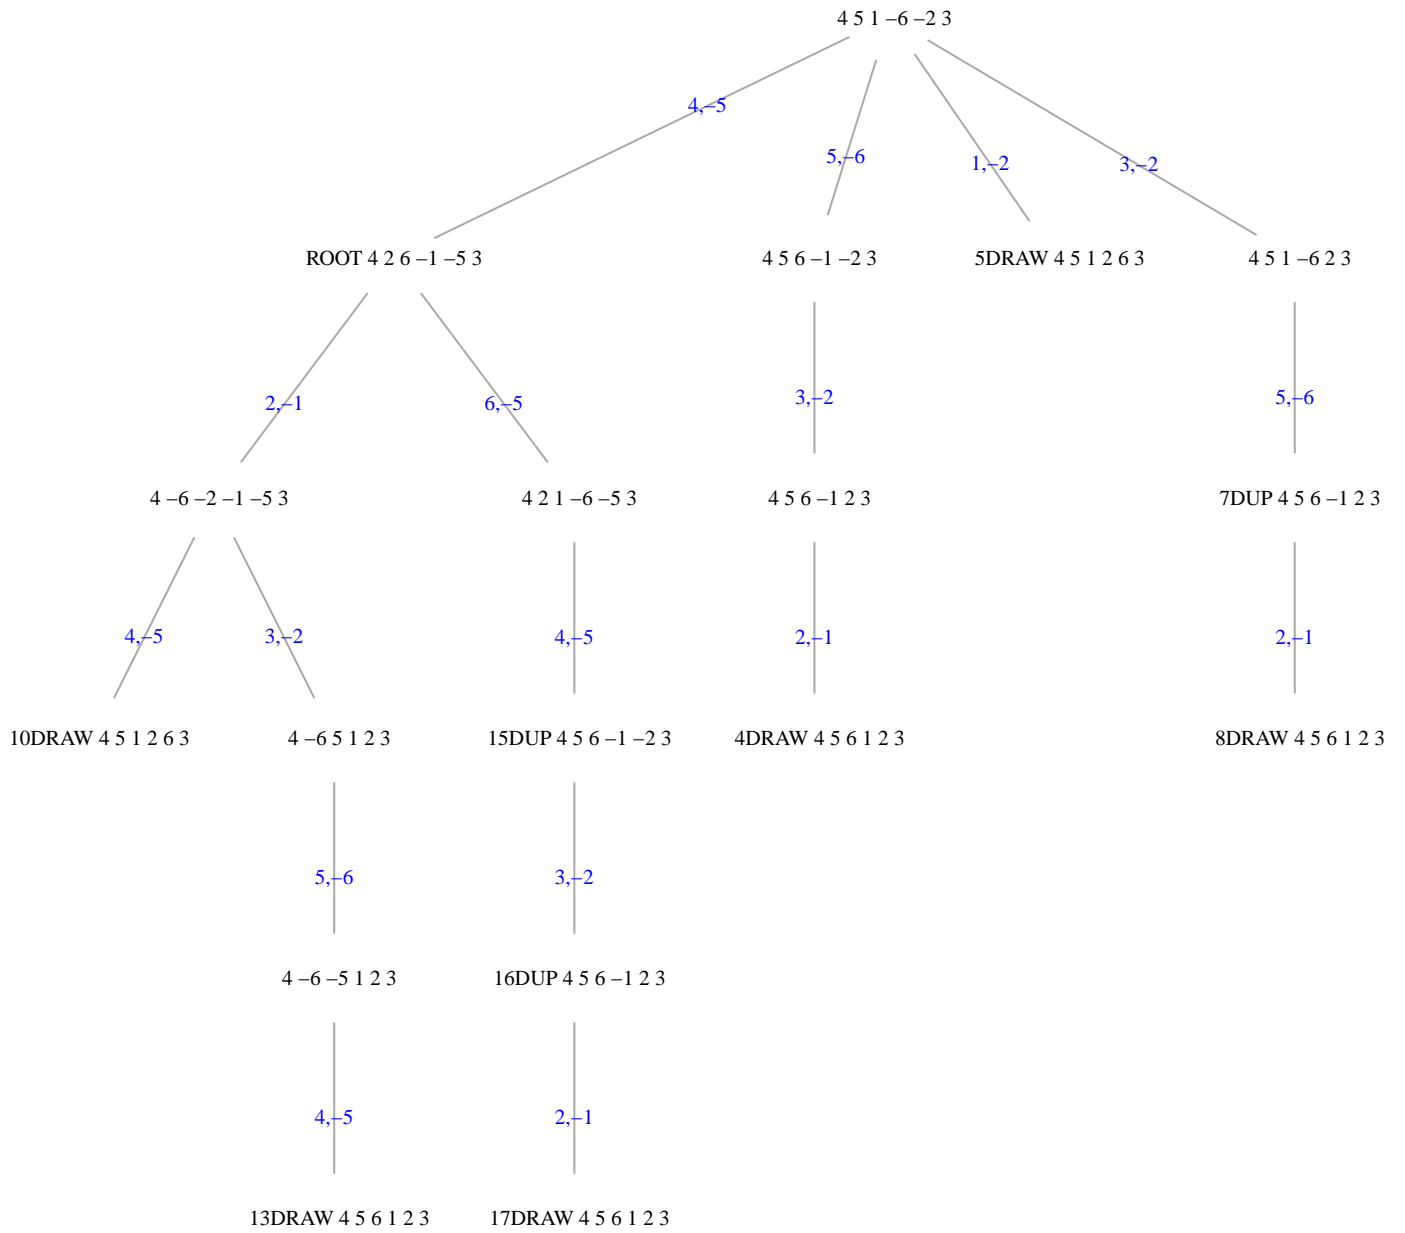 4 5 1 –6 –2 3
4,–5
5,–6
1,–2
3,–2
ROOT 4 2 6 –1 –5 3
4 5 6 –1 –2 3
5DRAW 4 5 1 2 6 3
4 5 1 –6 2 3
2,–1
6,–5
3,–2
5,–6
4 –6 –2 –1 –5 3
4 2 1 –6 –5 3
4 5 6 –1 2 3
7DUP 4 5 6 –1 2 3
4,–5
3,–2
4,–5
2,–1
2,–1
10DRAW 4 5 1 2 6 3
4 –6 5 1 2 3
15DUP 4 5 6 –1 –2 3
4DRAW 4 5 6 1 2 3
8DRAW 4 5 6 1 2 3
5,–6
3,–2
4 –6 –5 1 2 3
16DUP 4 5 6 –1 2 3
4,–5
2,–1
13DRAW 4 5 6 1 2 3
17DRAW 4 5 6 1 2 3